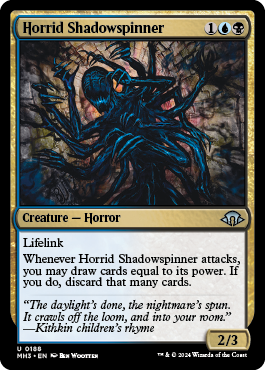 Horrid Shadowspinner 1
Creature — Horror
Lifelink
Whenever Horrid Shadowspinner attacks,
you may draw cards equal to its power. If
you do, discard that many cards.
“The daylight's done, the nightmare's spun.
It crawls off the loom, and into your room.”
—Kithkin children's rhyme
2/3
U 0186
MH3 • EN Ben Wootten ™ & © 2024 Wizards of the Coast